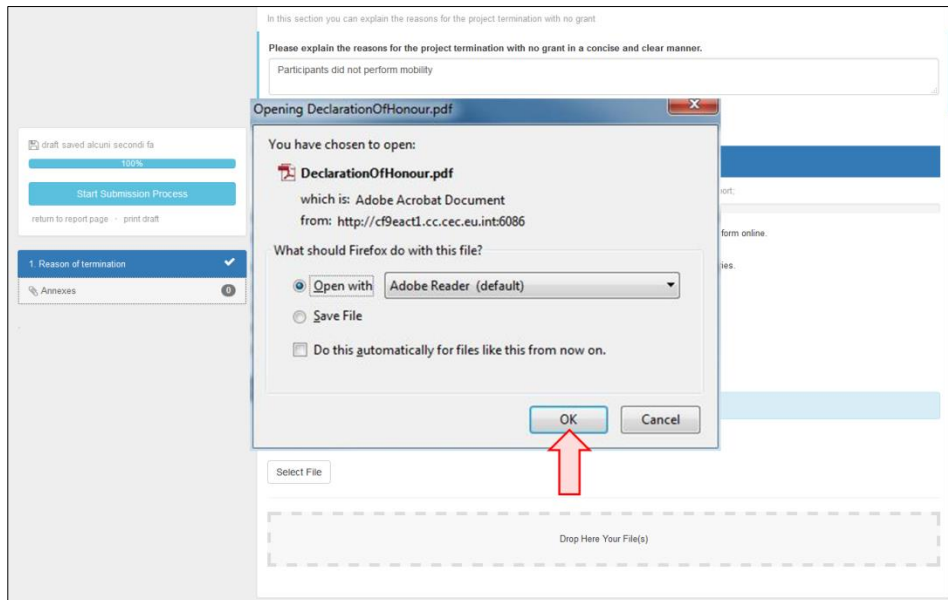 In this section you can explain the reasons for the project termination with no grant
Please explain the reasons for the project termination with no grant in a concise and clear manner.
Participants did not perform mobility
draft saved alcuni secondi fa
100%
Start Submission Process
return to report page - print draft
1. Reason of termination
Annexes
0
Opening DeclarationOfHonour.pdf
You have chosen to open:
DeclarationOfHonour.pdf
which is: Adobe Acrobat Document
from: http://cf9eact1.cc.cec.eu.int:6086
What should Firefox do with this file?
Open with
Adobe Reader (default)
Save File
Do this automatically for files like this from now on.
OK
Cancel
form online.
Select File
Drop Here Your File(s)